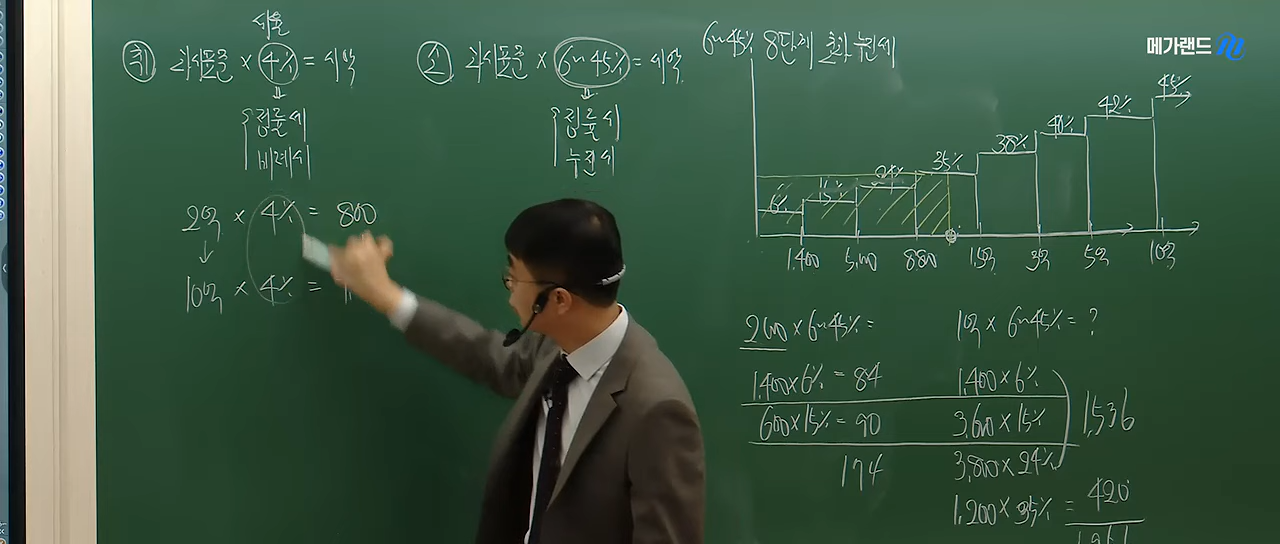 세율
취 과세표준 × 4% = 세액
⇓
정률세
비례세
2억 × 4% = 800
↓
10억 × 4% =
소 과세표준 × 6~45% = 세액
⇓
정률세
누진세
6~45% 8단계 초과누진세
메가랜드
6% 15% 24% 35% 38% 40% 42% 45%
1,400 5,000 8,800 1.5억 3억 5억 10억
2,000 × 6~45% =
1,400 × 6% = 84
600 × 15% = 90
174
1억 × 6~45% = ?
1,400 × 6%
3,600 × 15%
3,800 × 24%
1,536
1,200 × 35% = 420